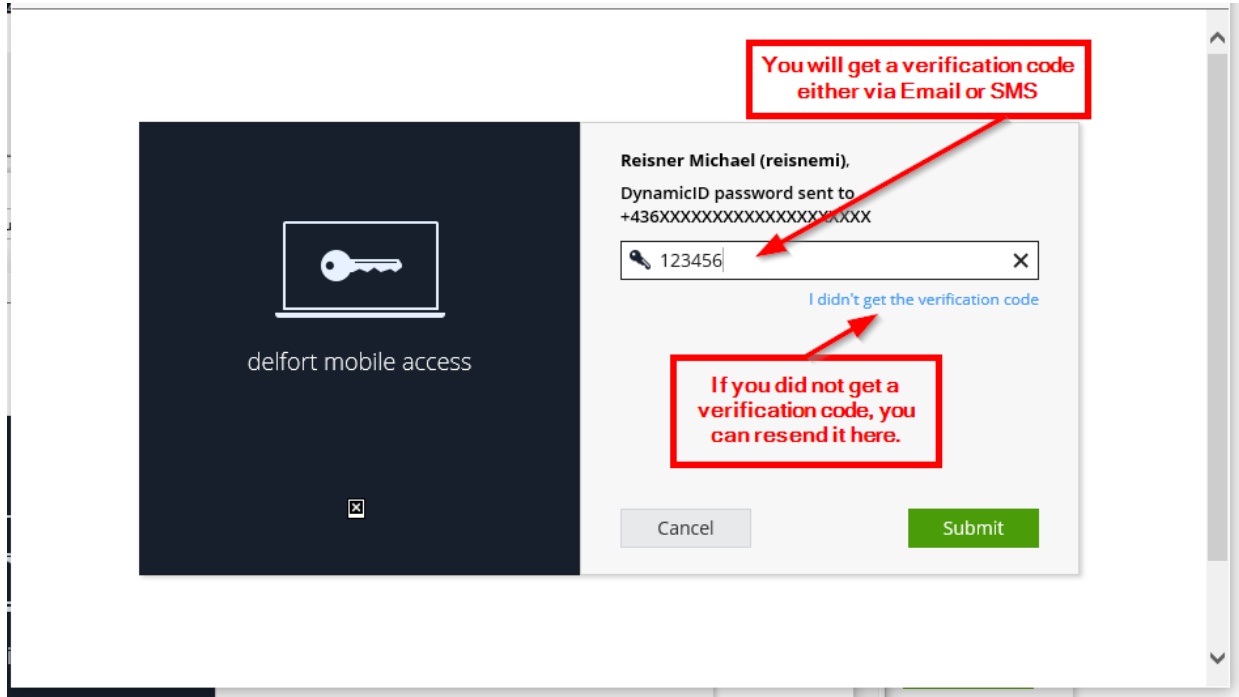 You will get a verification code
either via Email or SMS
Reisner Michael (reisnemi),
DynamicID password sent to
+436XXXXXXXXXXXXXXXXXXXX
123456
I didn't get the verification code
delfort mobile access
If you did not get a
verification code, you
can resend it here.
Cancel
Submit